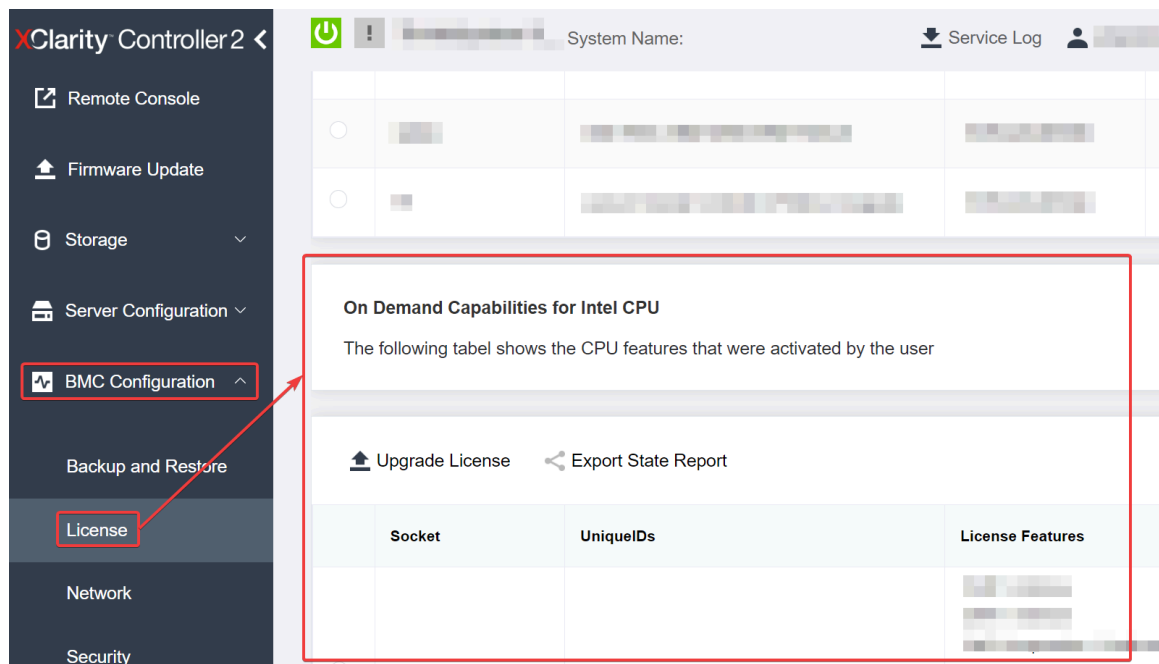 XClarity Controller 2
System Name:
Service Log
Remote Console
Firmware Update
Storage
Server Configuration
BMC Configuration
Backup and Restore
License
Network
Security
On Demand Capabilities for Intel CPU
The following tabel shows the CPU features that were activated by the user
Upgrade License
Export State Report
Socket
UniqueIDs
License Features